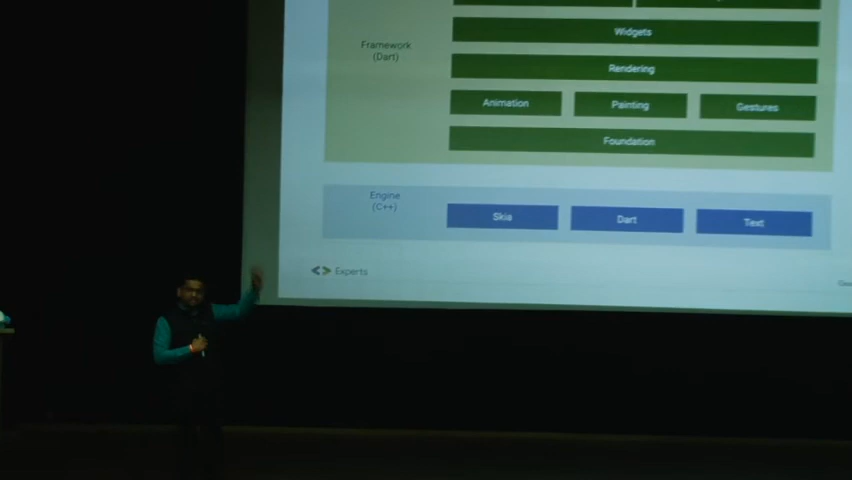 Framework
(Dart)
Widgets
Rendering
Animation Painting Gestures
Foundation
Engine
(C++)
Skia Dart Text
<> Experts